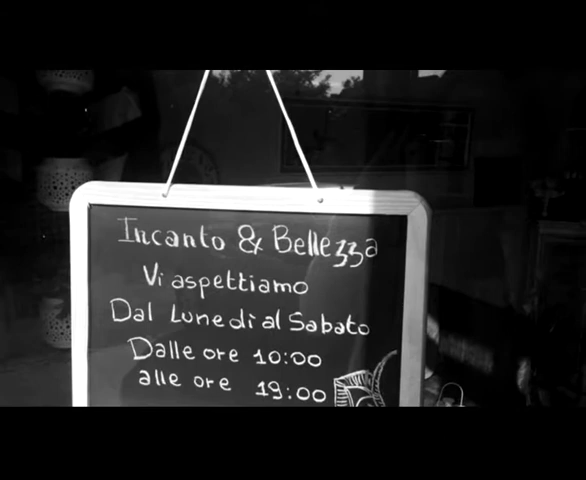 Incanto & Bellezza
Vi aspettiamo
Dal Lunedi al Sabato
Dalle ore 10:00
alle ore 19:00